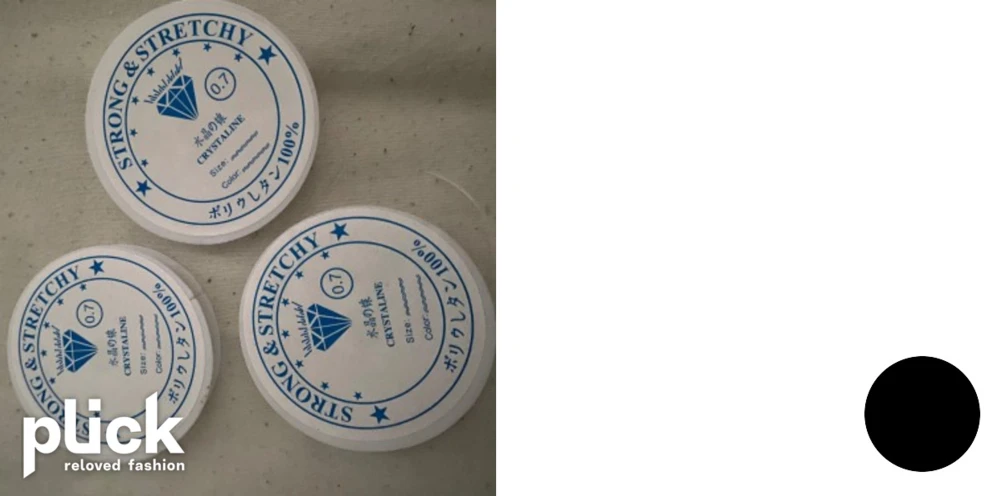 STRONG & STRETCHY
0.7
水晶の線
CRYSTALINE
Size:
Color:
ポリウしタン100%
STRONG & STRETCHY
0.7
水晶の線
CRYSTALINE
Size:
Color:
ポリウしタン100%
STRONG & STRETCHY
0.7
水晶の線
CRYSTALINE
Size:
Color:
ポリウしタン100%
plick
reloved fashion